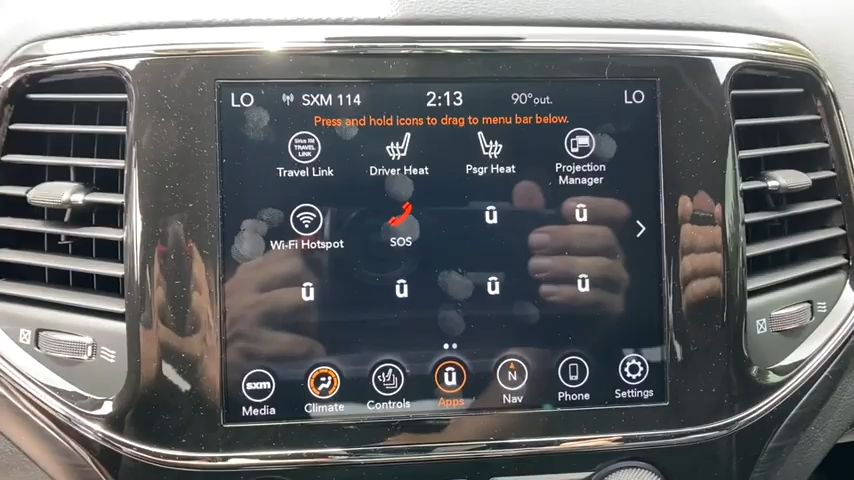 LO SXM 114 2:13 90° out. LO
Press and hold icons to drag to menu bar below.
Sirius XM
TRAVEL
LINK
Travel Link Driver Heat Psgr Heat Projection
Manager
Wi-Fi Hotspot SOS
sxm N
Media Climate Controls Apps Nav Phone Settings